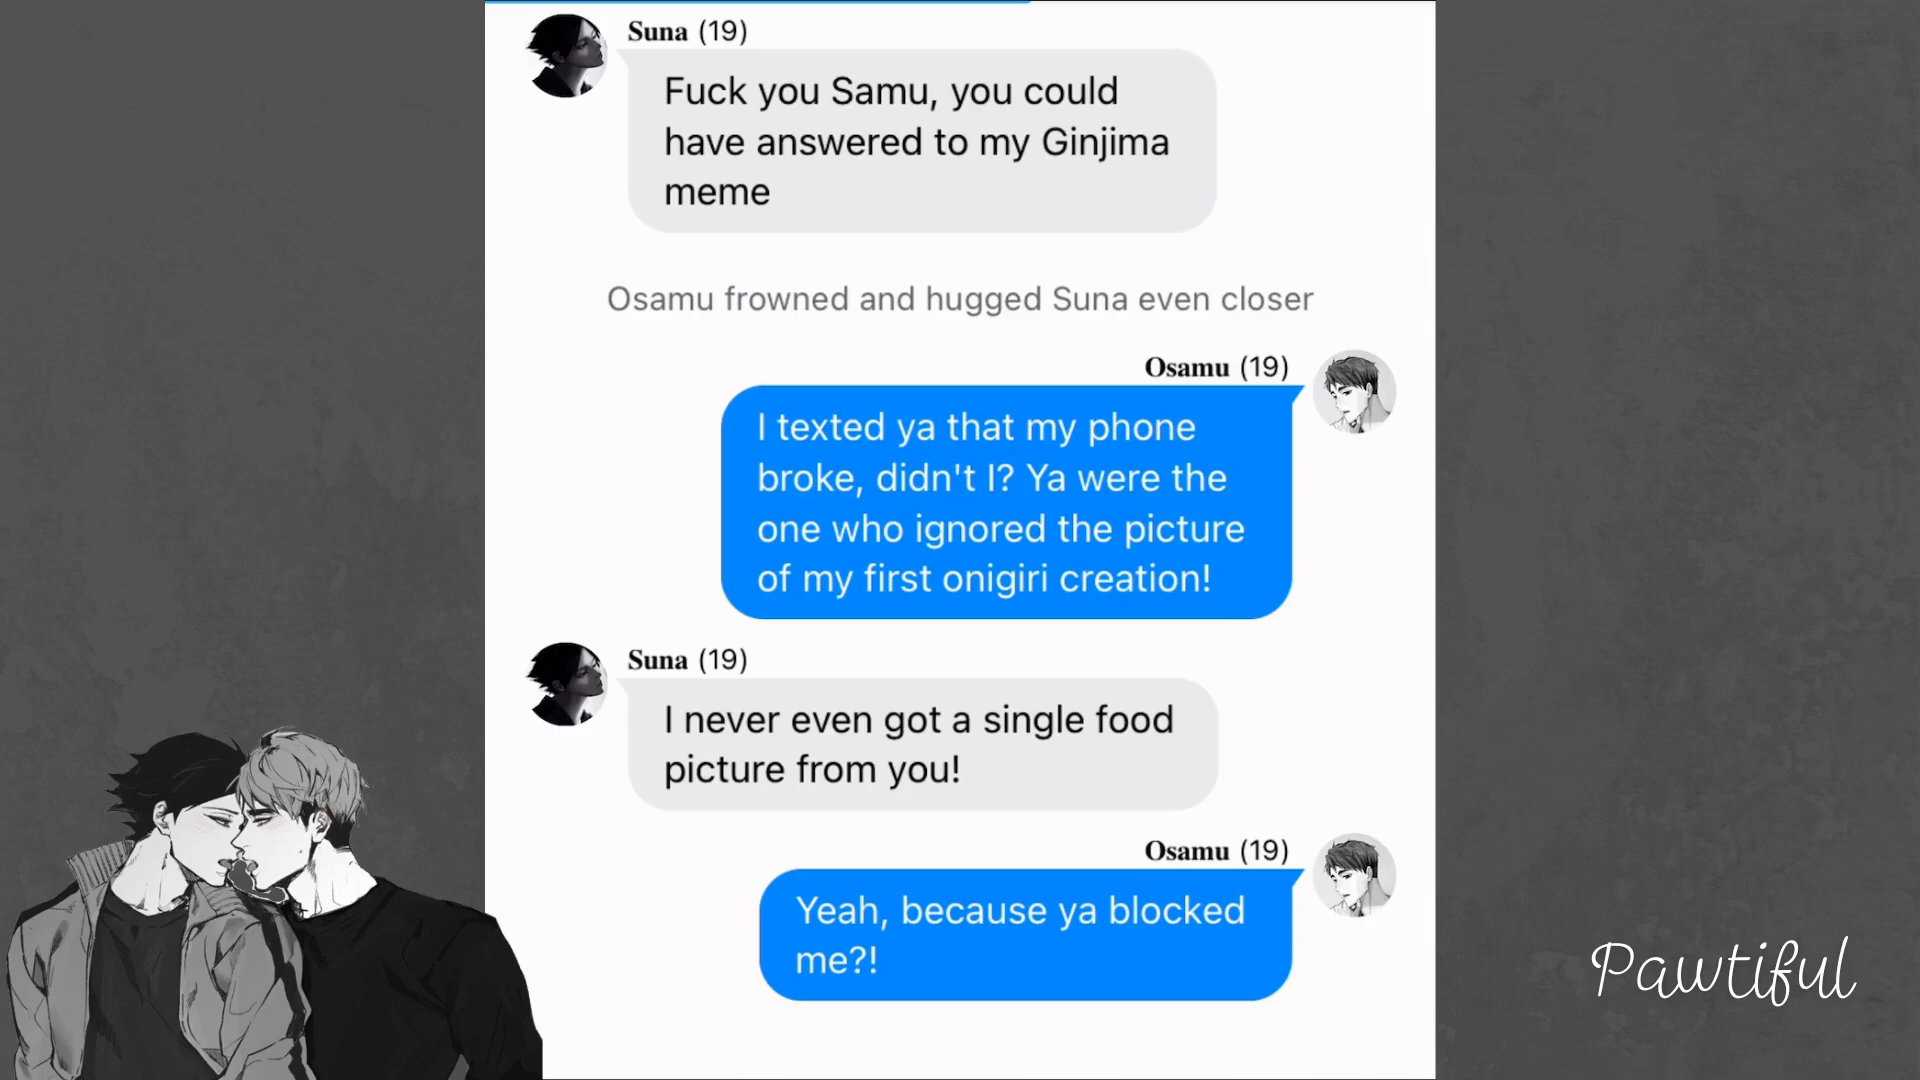 Suna (19)
Fuck you Samu, you could
have answered to my Ginjima
meme
Osamu frowned and hugged Suna even closer
Osamu (19)
I texted ya that my phone
broke, didn't I? Ya were the
one who ignored the picture
of my first onigiri creation!
Suna (19)
I never even got a single food
picture from you!
Osamu (19)
Yeah, because ya blocked
me?!
Pawtiful